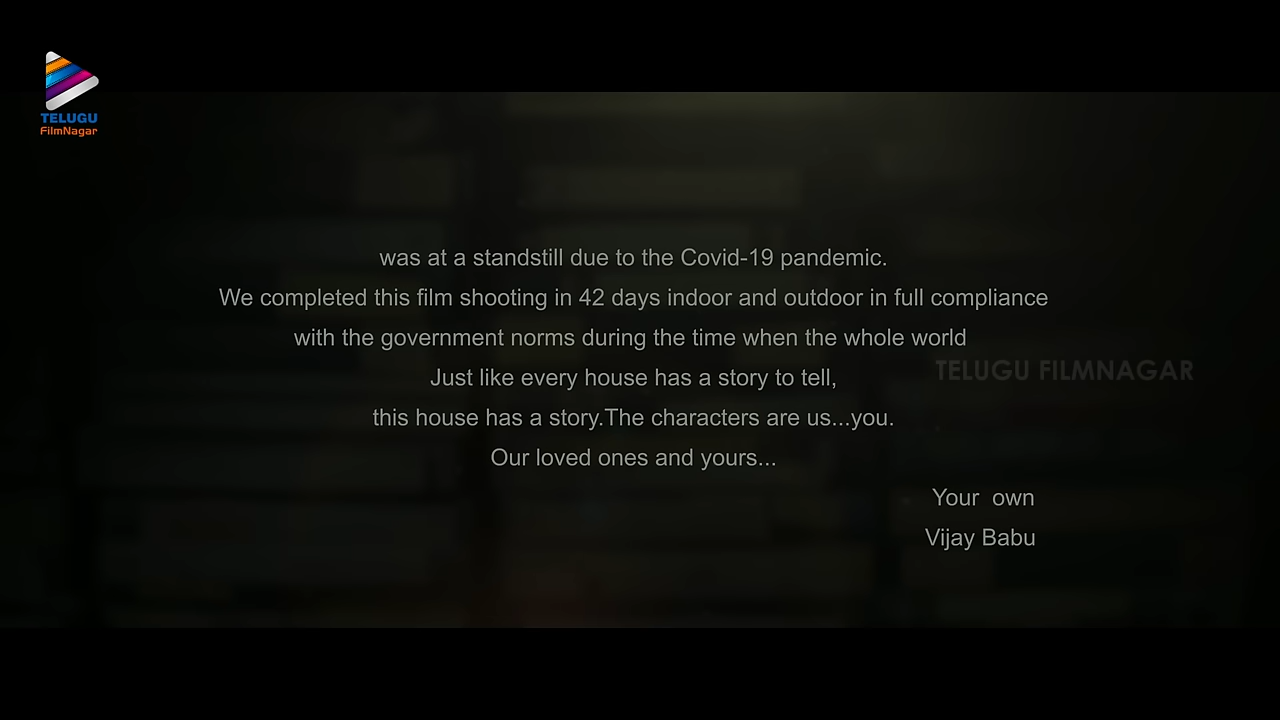 TELUGU
FilmNagar
was at a standstill due to the Covid-19 pandemic.
We completed this film shooting in 42 days indoor and outdoor in full compliance
with the government norms during the time when the whole world
TELUGU FILMNAGAR
Just like every house has a story to tell,
this house has a story.The characters are us...you.
Our loved ones and yours...
Your  own
Vijay Babu